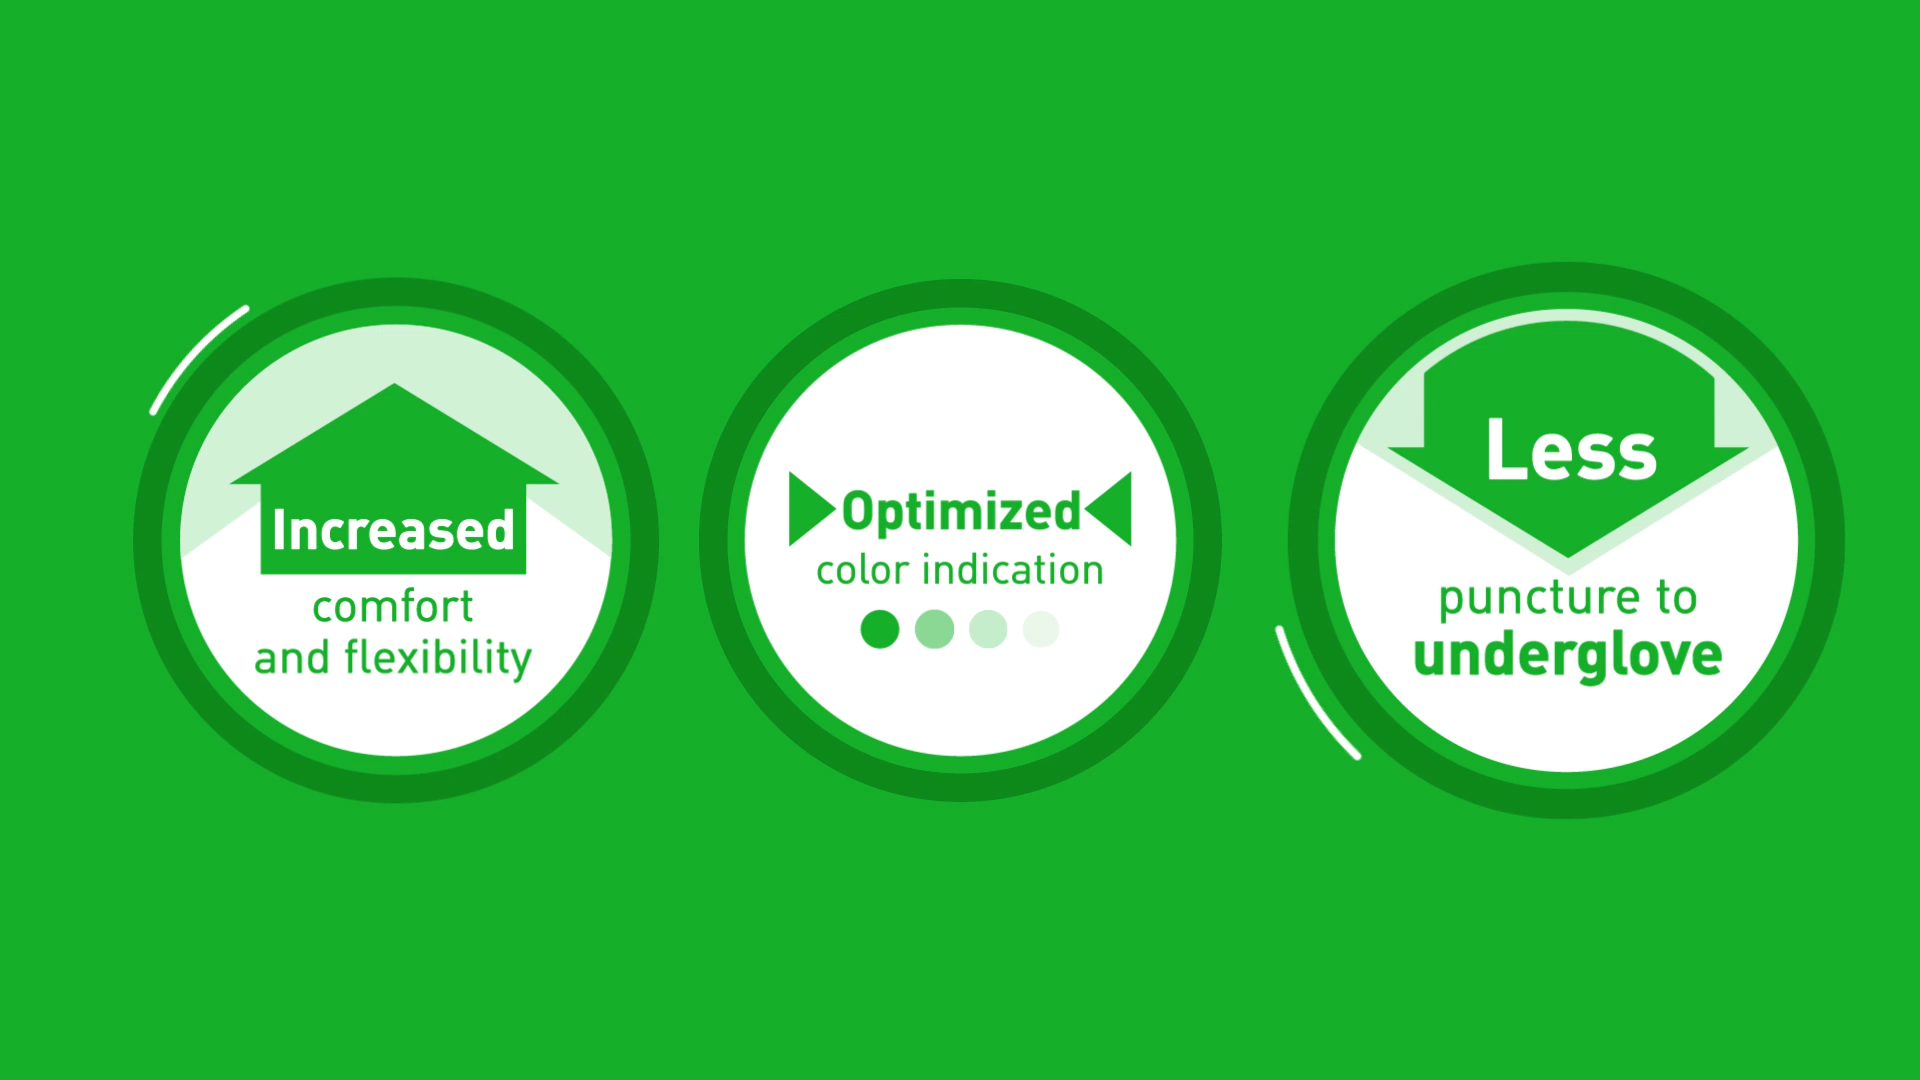 Increased
comfort
and flexibility
Optimized
color indication
Less
puncture to
underglove